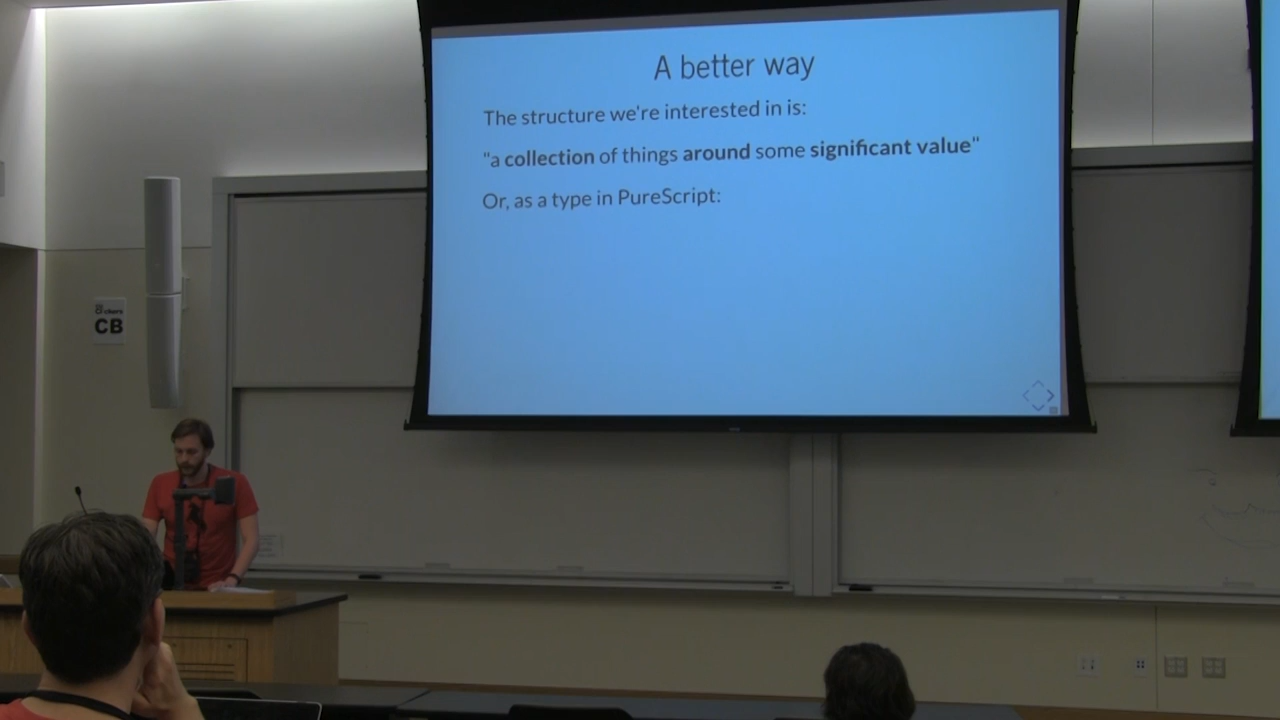 A better way
The structure we're interested in is:
"a collection of things around some significant value"
Or, as a type in PureScript:
CB